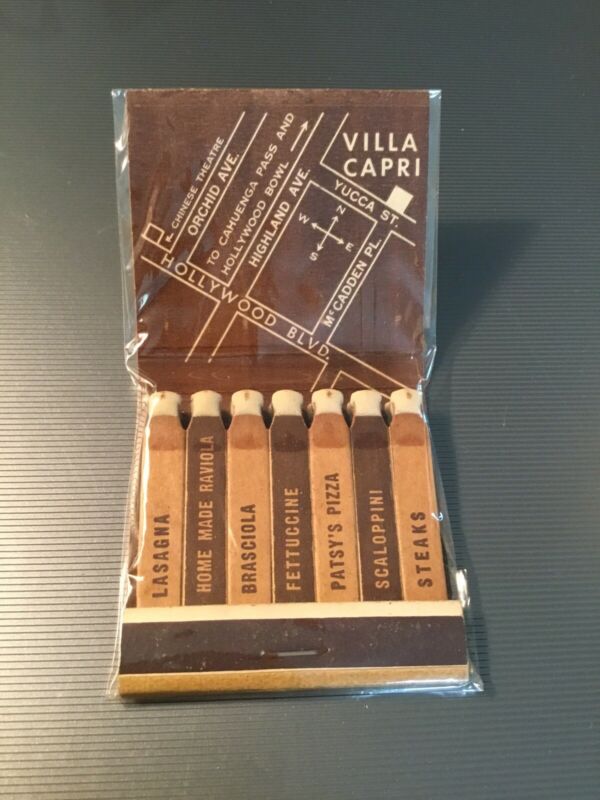 VILLA
CAPRI
CHINESE THEATRE
ORCHID AVE.
TO CAHUENGA PASS AND
HOLLYWOOD BOWL
HIGHLAND AVE.
YUCCA ST.
N
W
E
S
McCADDEN PL.
HOLLYWOOD BLVD.
LASAGNA
HOME MADE RAVIOLA
BRASCIOLA
FETTUCCINE
PATSY'S PIZZA
SCALOPPINI
STEAKS